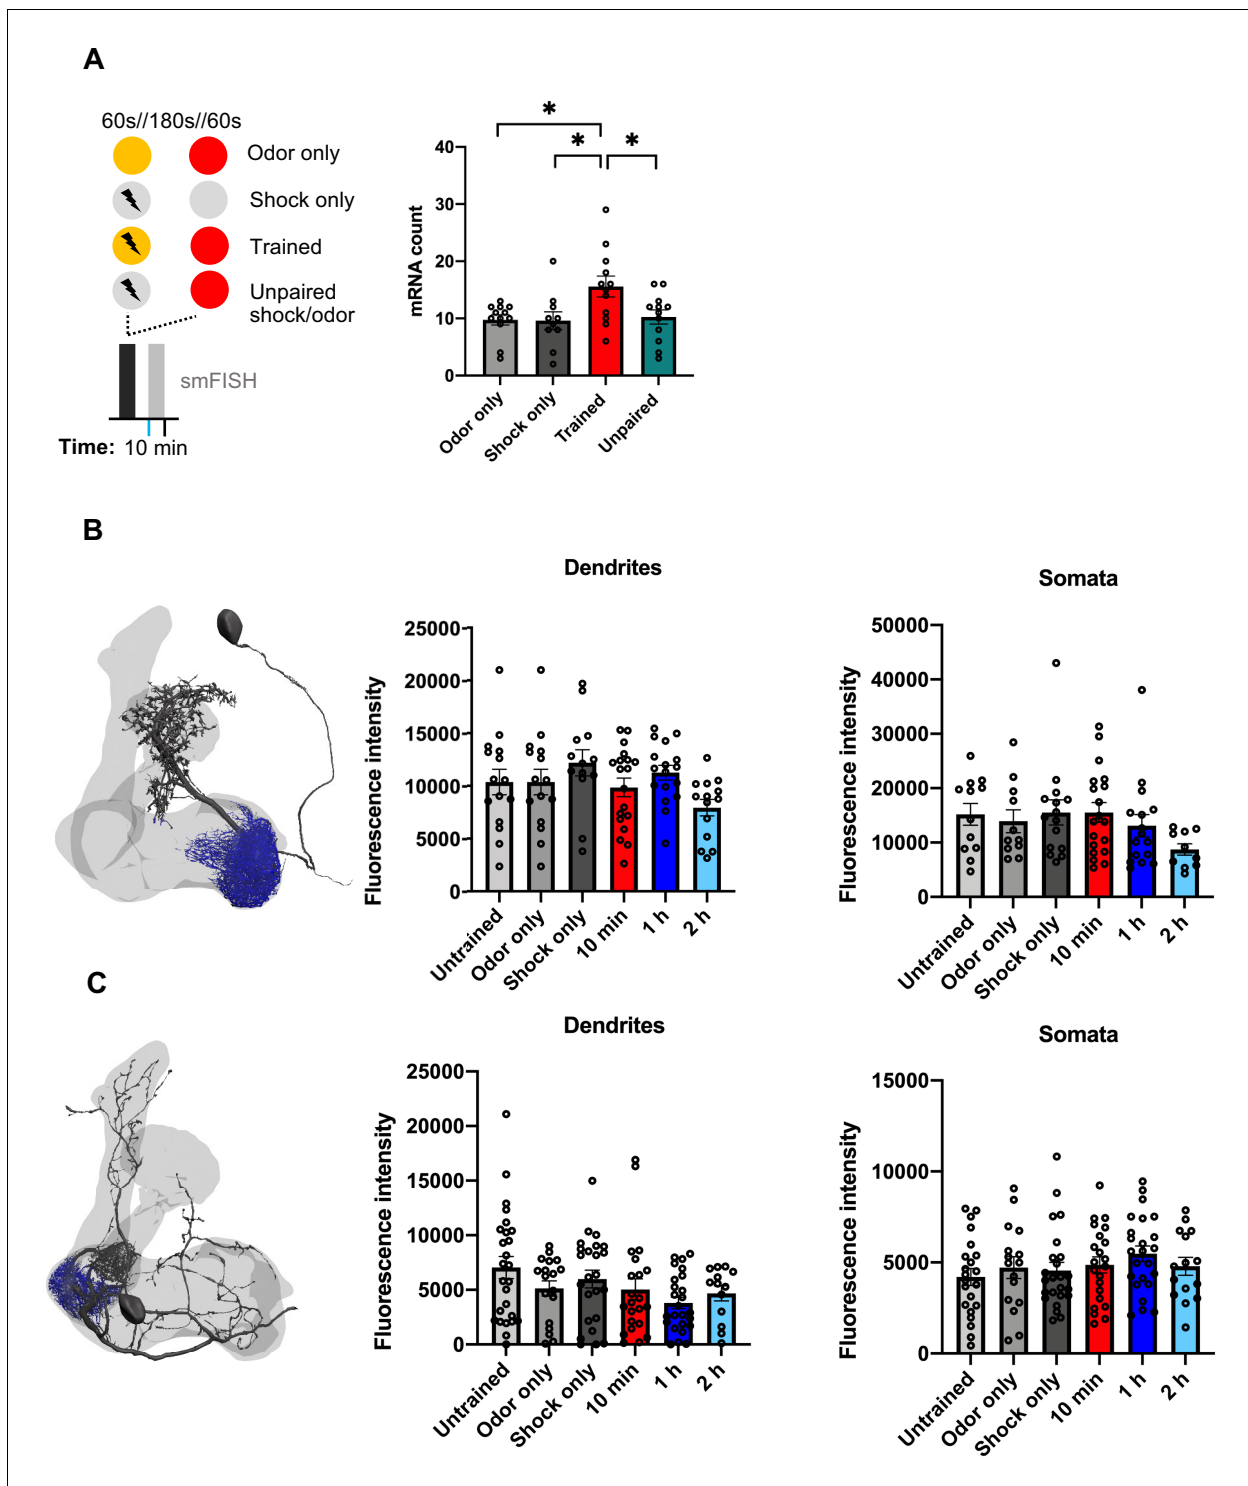 A
60s//180s//60s
Odor only
Shock only
Trained
Unpaired
shock/odor
smFISH
Time: 10 min
mRNA count
40
30
20
10
0
* * *
Odor only
Shock only
Trained
Unpaired
B
Dendrites
Fluorescence intensity
25000
20000
15000
10000
5000
0
Untrained
Odor only
Shock only
10 min
1 h
2 h
Somata
Fluorescence intensity
50000
40000
30000
20000
10000
0
Untrained
Odor only
Shock only
10 min
1 h
2 h
C
Dendrites
Fluorescence intensity
25000
20000
15000
10000
5000
0
Untrained
Odor only
Shock only
10 min
1 h
2 h
Somata
Fluorescence intensity
15000
10000
5000
0
Untrained
Odor only
Shock only
10 min
1 h
2 h